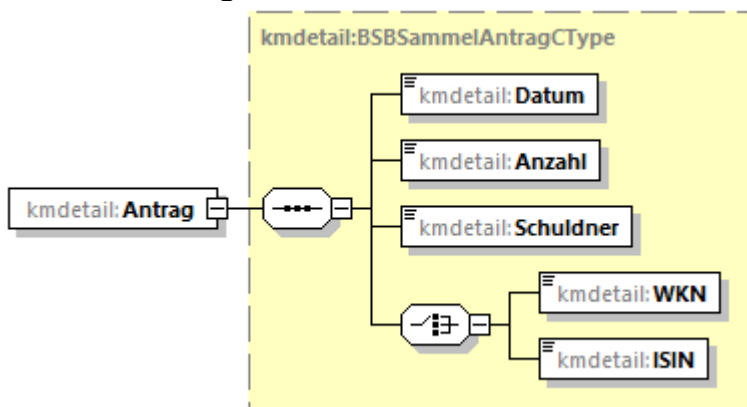 kmdetail:BSBSammelAntragCType
kmdetail:Datum
kmdetail:Anzahl
kmdetail:Antrag
kmdetail:Schuldner
kmdetail:WKN
kmdetail:ISIN